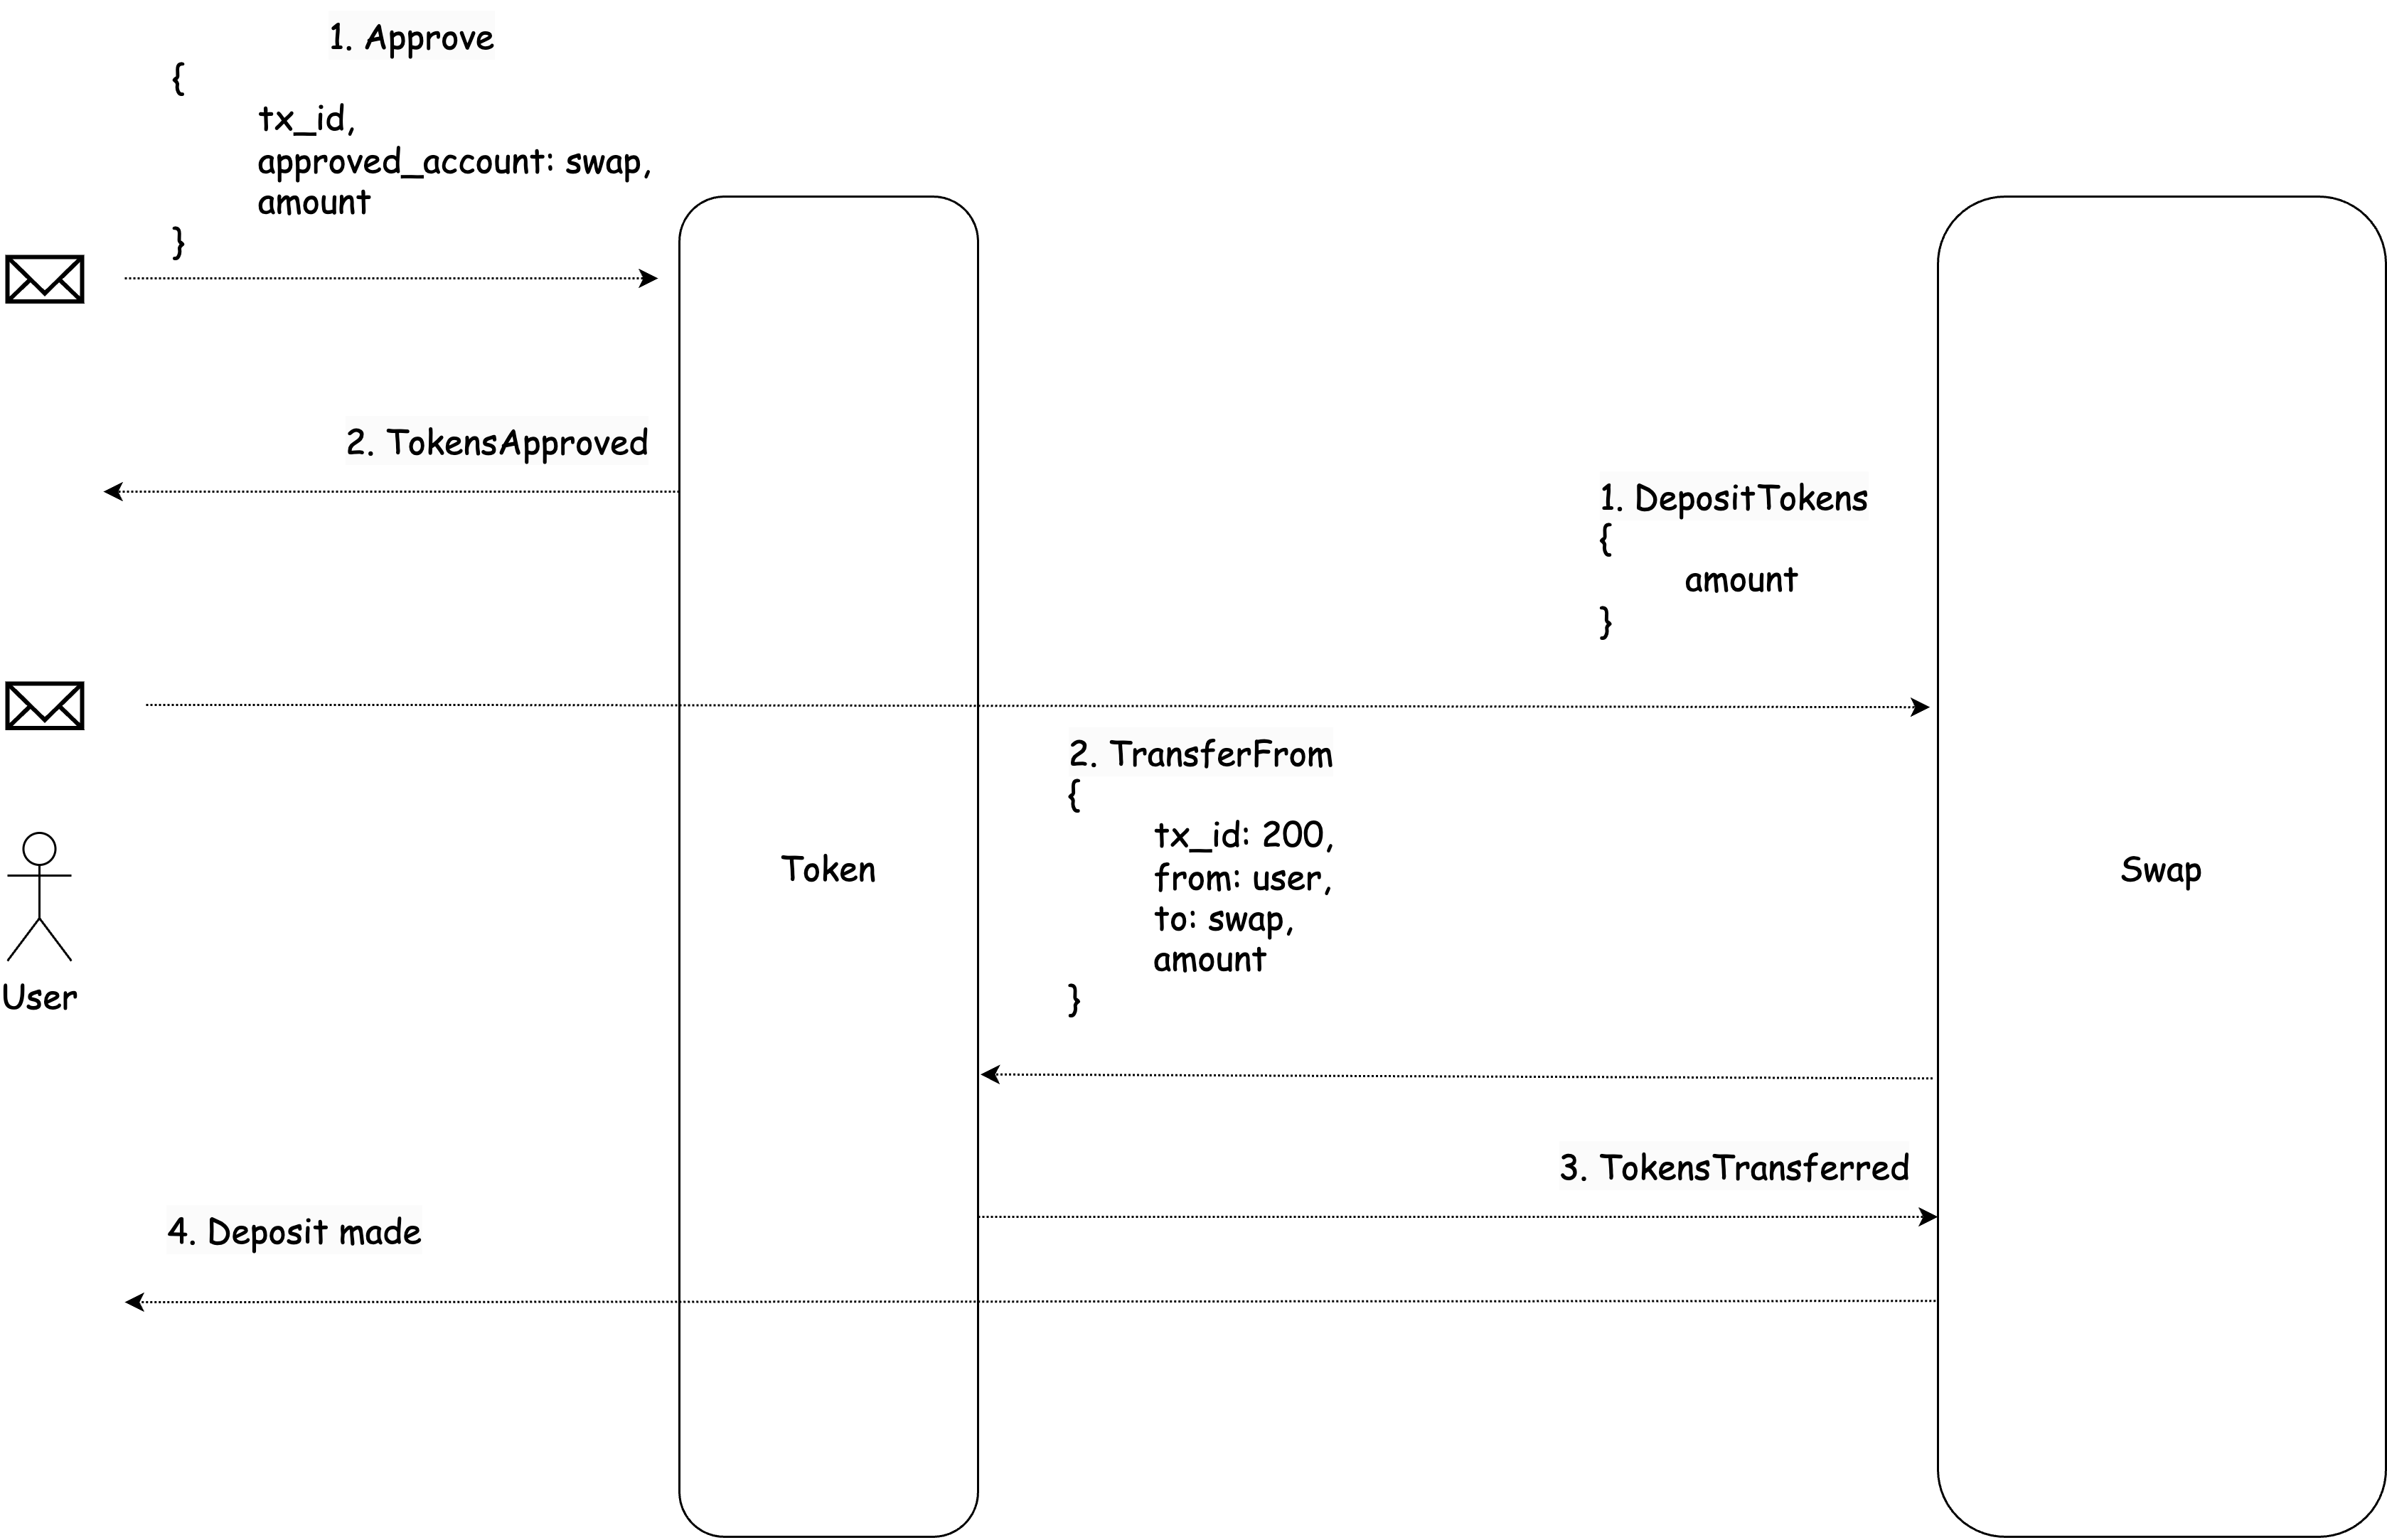 1. Approve
{
tx_id,
approved_account: swap,
amount
}
2. TokensApproved
1. DepositTokens
{
amount
}
2. TransferFrom
{
tx_id: 200,
from: user,
to: swap,
amount
}
Token
Swap
User
3. TokensTransferred
4. Deposit made